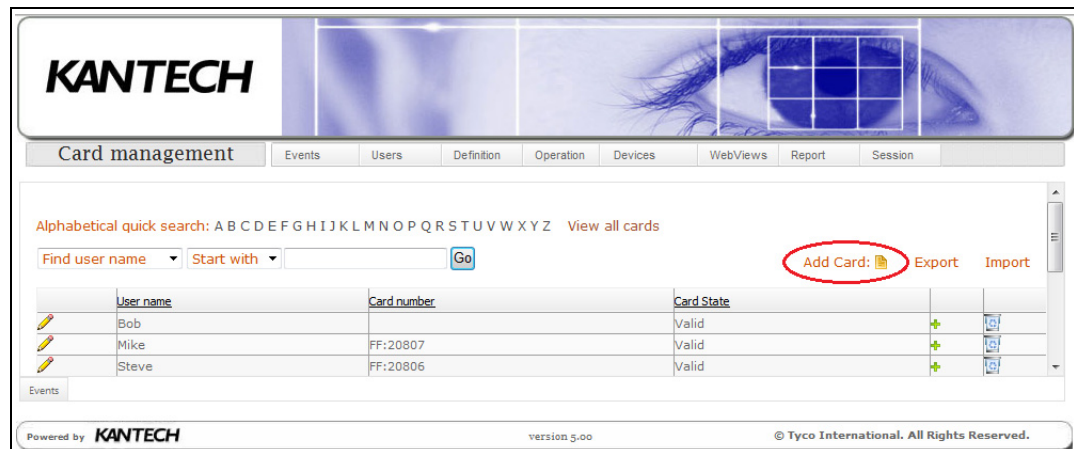 KANTECH
Card management Events Users Definition Operation Devices WebViews Report Session
Alphabetical quick search: A B C D E F G H I J K L M N O P Q R S T U V W X Y Z View all cards
Find user name Start with Go Add Card: Export Import
User name Card number Card State
Bob Valid
Mike FF:20807 Valid
Steve FF:20806 Valid
Events
Powered by KANTECH version 5.00 © Tyco International. All Rights Reserved.